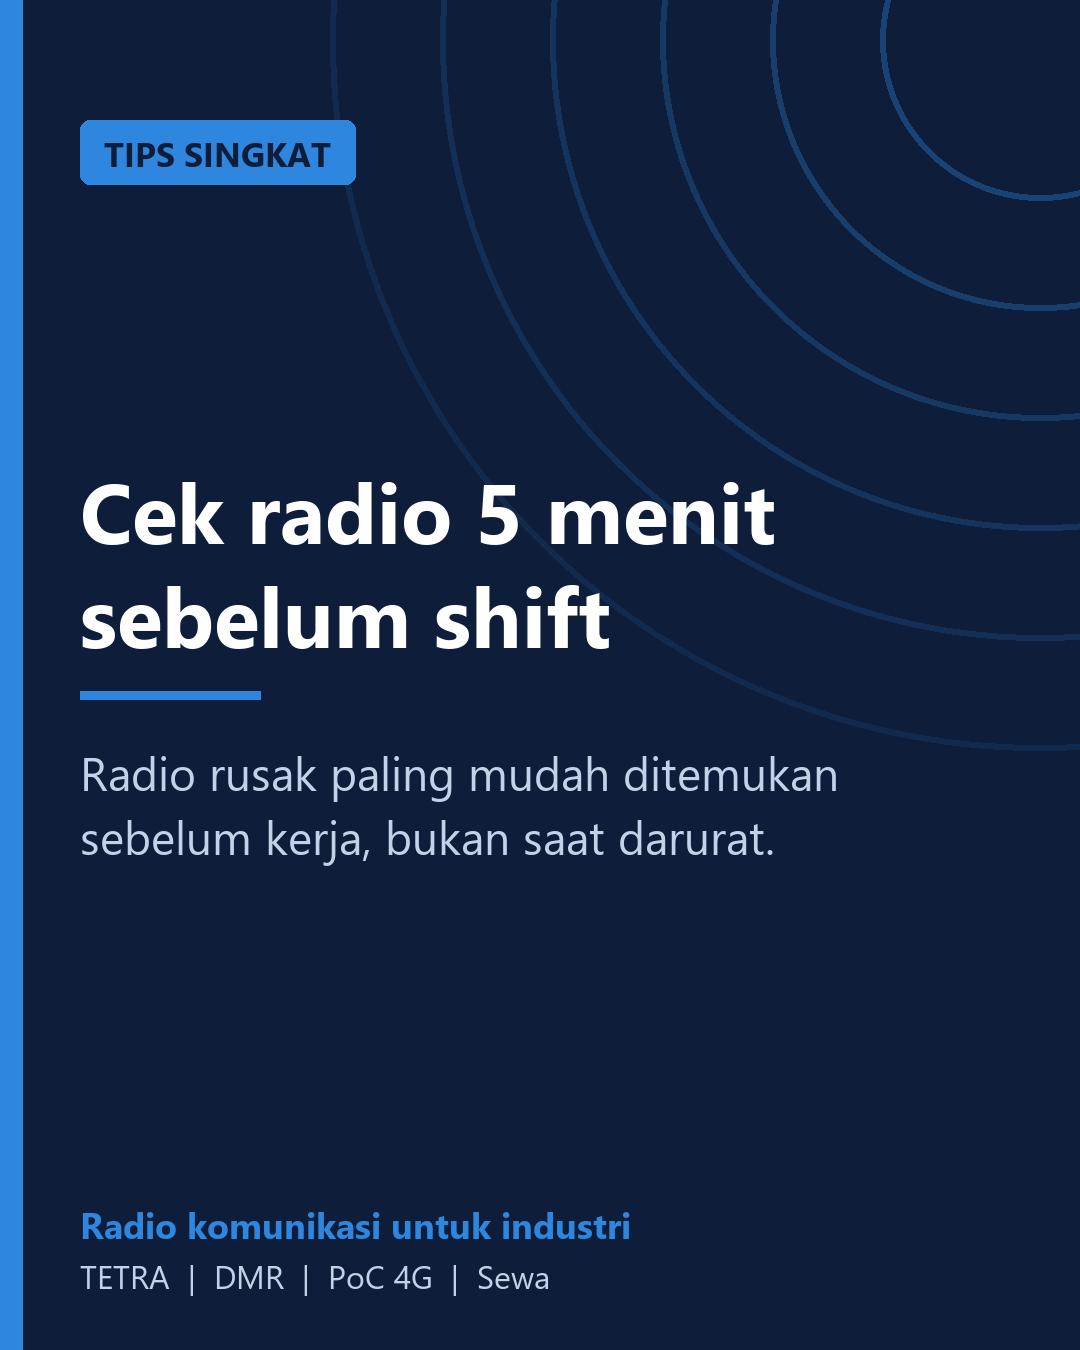 TIPS SINGKAT
Cek radio 5 menit
sebelum shift
Radio rusak paling mudah ditemukan
sebelum kerja, bukan saat darurat.
Radio komunikasi untuk industri
TETRA | DMR | PoC 4G | Sewa